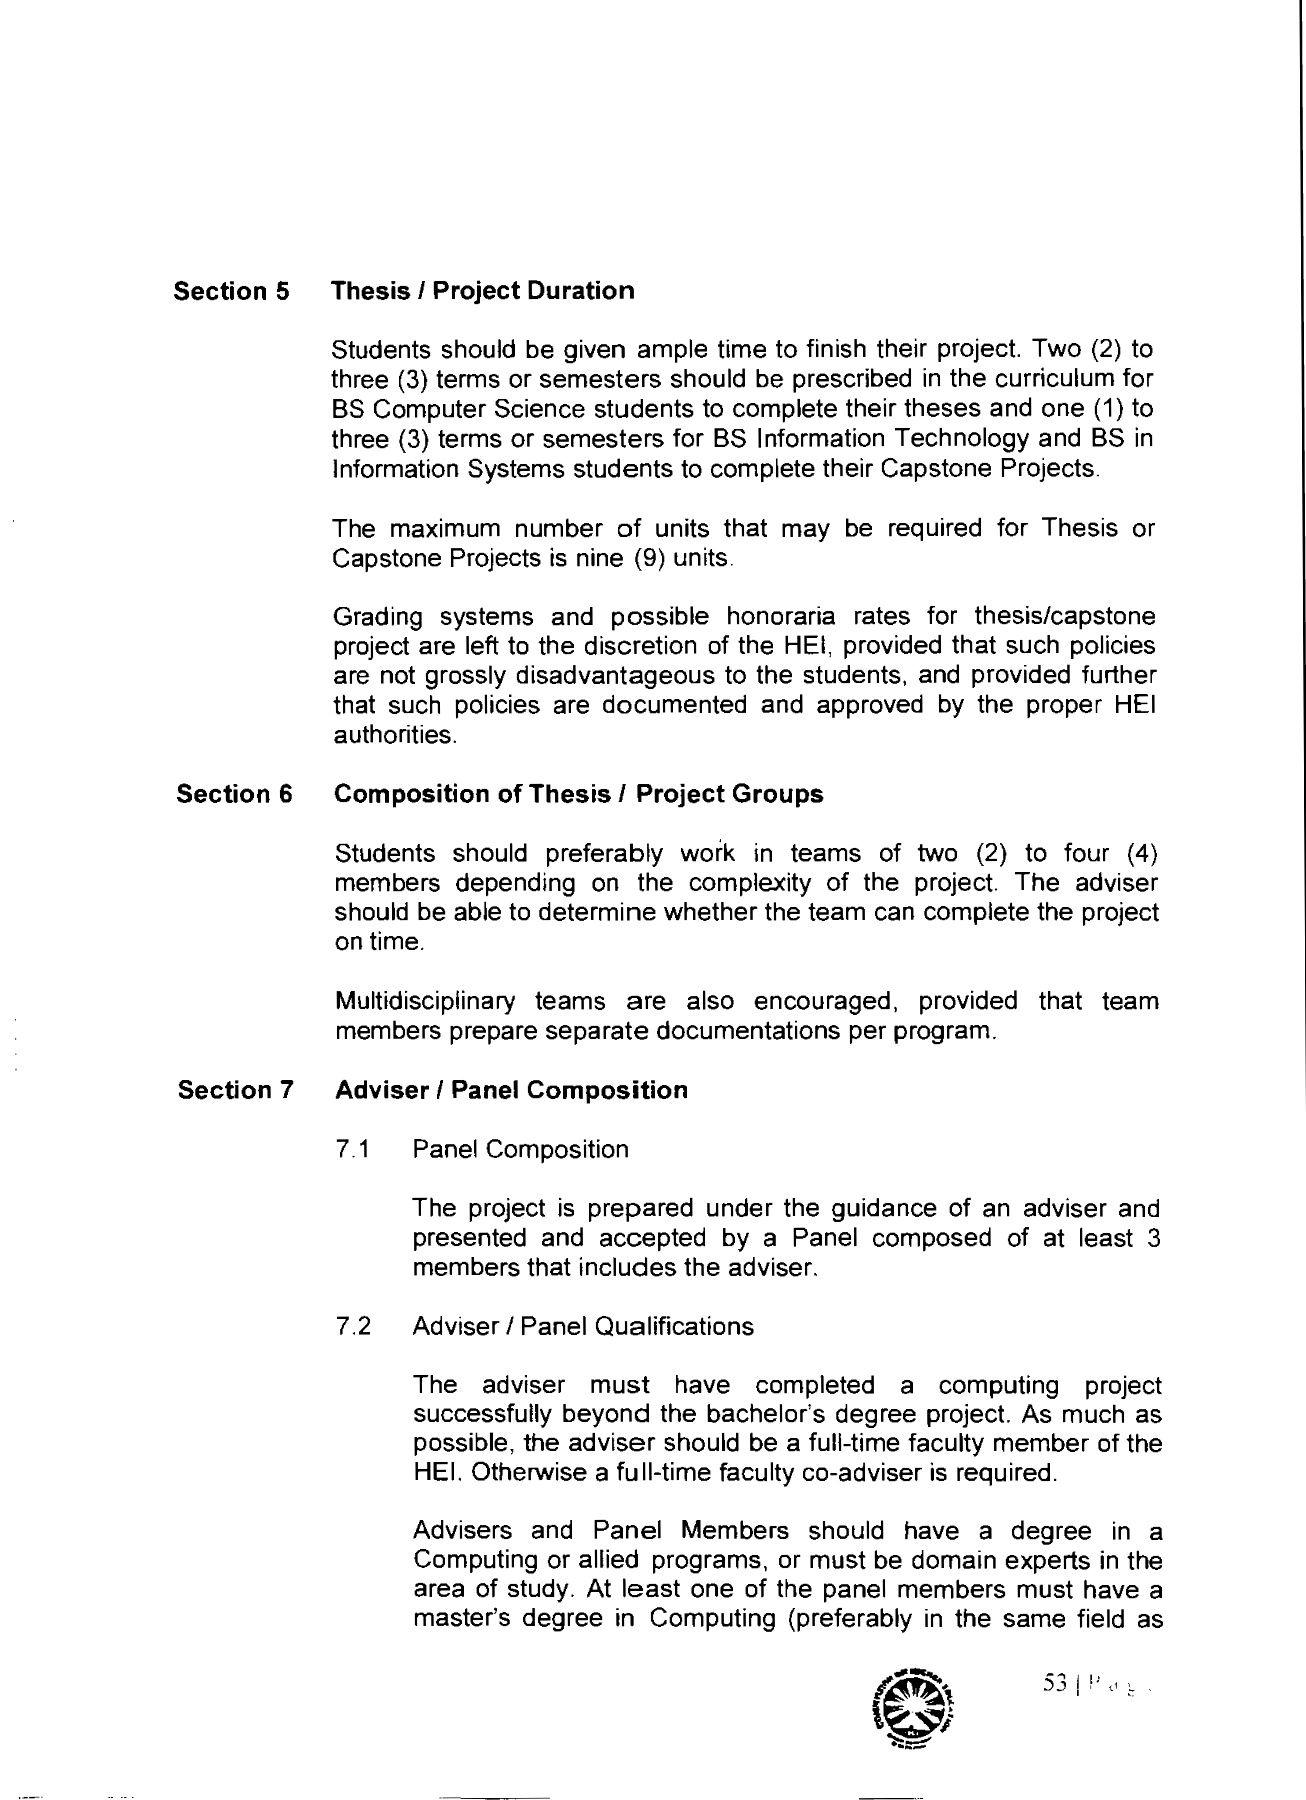 Section 5 Thesis / Project Duration
Students should be given ample time to finish their project. Two (2) to
three (3) terms or semesters should be prescribed in the curriculum for
BS Computer Science students to complete their theses and one (1) to
three (3) terms or semesters for BS Information Technology and BS in
Information Systems students to complete their Capstone Projects.
The maximum number of units that may be required for Thesis or
Capstone Projects is nine (9) units.
Grading systems and possible honoraria rates for thesis/capstone
project are left to the discretion of the HEI, provided that such policies
are not grossly disadvantageous to the students, and provided further
that such policies are documented and approved by the proper HEI
authorities.
Section 6 Composition of Thesis / Project Groups
Students should preferably work in teams of two (2) to four (4)
members depending on the complexity of the project. The adviser
should be able to determine whether the team can complete the project
on time.
Multidisciplinary teams are also encouraged, provided that team
members prepare separate documentations per program.
Section 7 Adviser / Panel Composition
7.1 Panel Composition
The project is prepared under the guidance of an adviser and
presented and accepted by a Panel composed of at least 3
members that includes the adviser.
7.2 Adviser / Panel Qualifications
The adviser must have completed a computing project
successfully beyond the bachelor's degree project. As much as
possible, the adviser should be a full-time faculty member of the
HEI. Otherwise a full-time faculty co-adviser is required.
Advisers and Panel Members should have a degree in a
Computing or allied programs, or must be domain experts in the
area of study. At least one of the panel members must have a
master's degree in Computing (preferably in the same field as
53 |